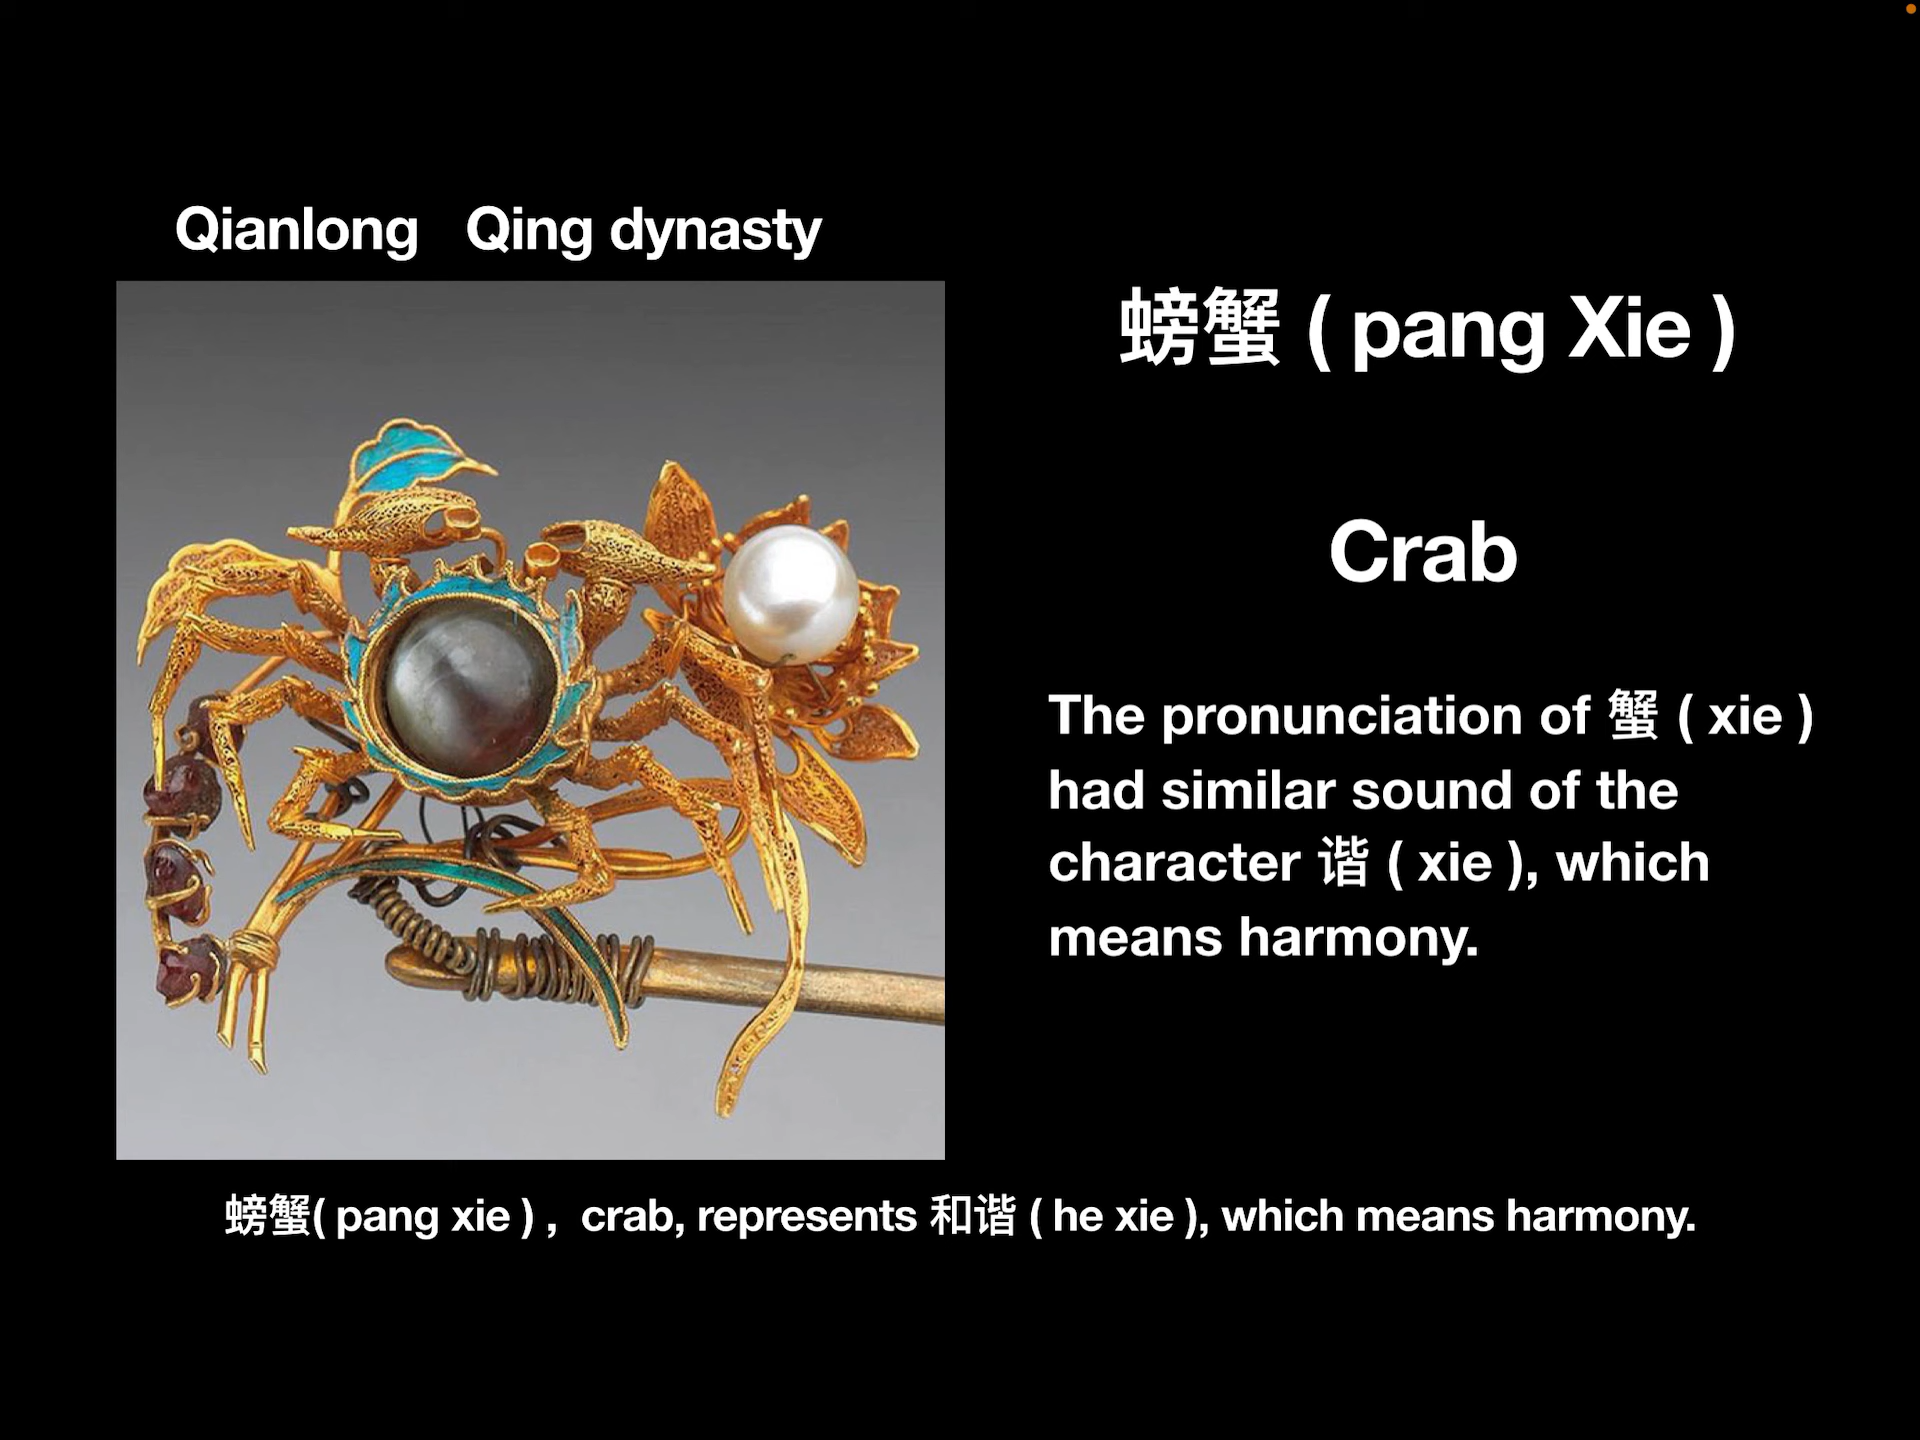 Qianlong Qing dynasty
螃蟹 ( pang Xie )
Crab
The pronunciation of 蟹 ( xie )
had similar sound of the
character 谐 ( xie ), which
means harmony.
螃蟹( pang xie ) , crab, represents 和谐 ( he xie ), which means harmony.